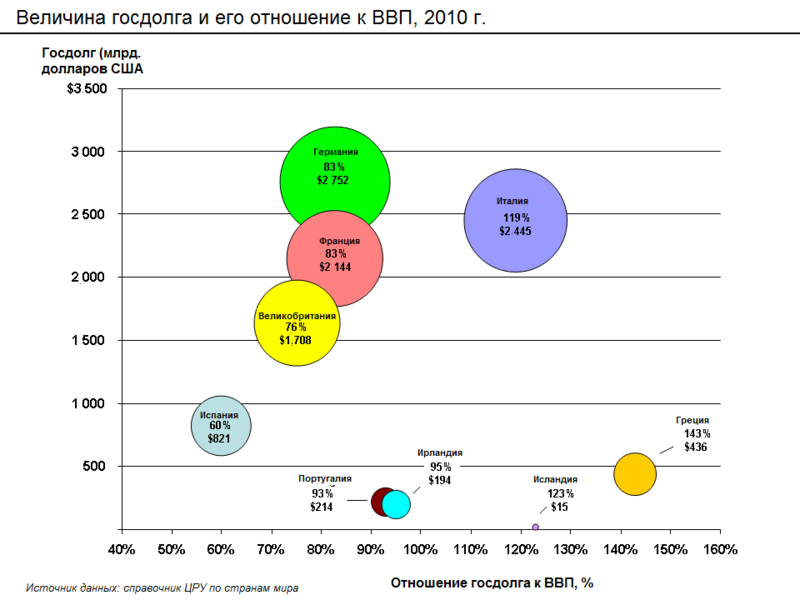 Величина госдолга и его отношение к ВВП, 2010 г.
Госдолг (млрд.
долларов США
$3 500
3 000
2 500
2 000
1 500
1 000
500
Германия
83%
$2 752
Италия
119%
$2 445
Франция
83%
$2 144
Великобритания
76%
$1,708
Испания
60%
$821
Греция
143%
$436
Ирландия
95%
$194
Португалия
93%
$214
Исландия
123%
$15
40%
50%
60%
70%
80%
90%
100%
110%
120%
130%
140%
150%
160%
Отношение госдолга к ВВП, %
Источник данных: справочник ЦРУ по странам мира